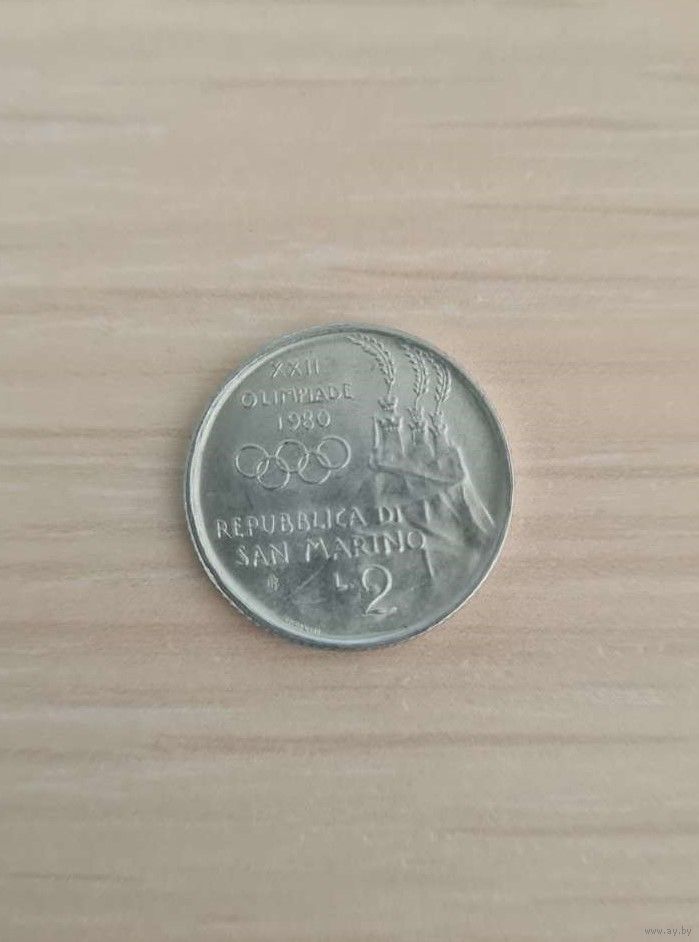 XXII
OLIMPIADE
1980
REPUBBLICA DI
SAN MARINO
L. 2
www.ay.by